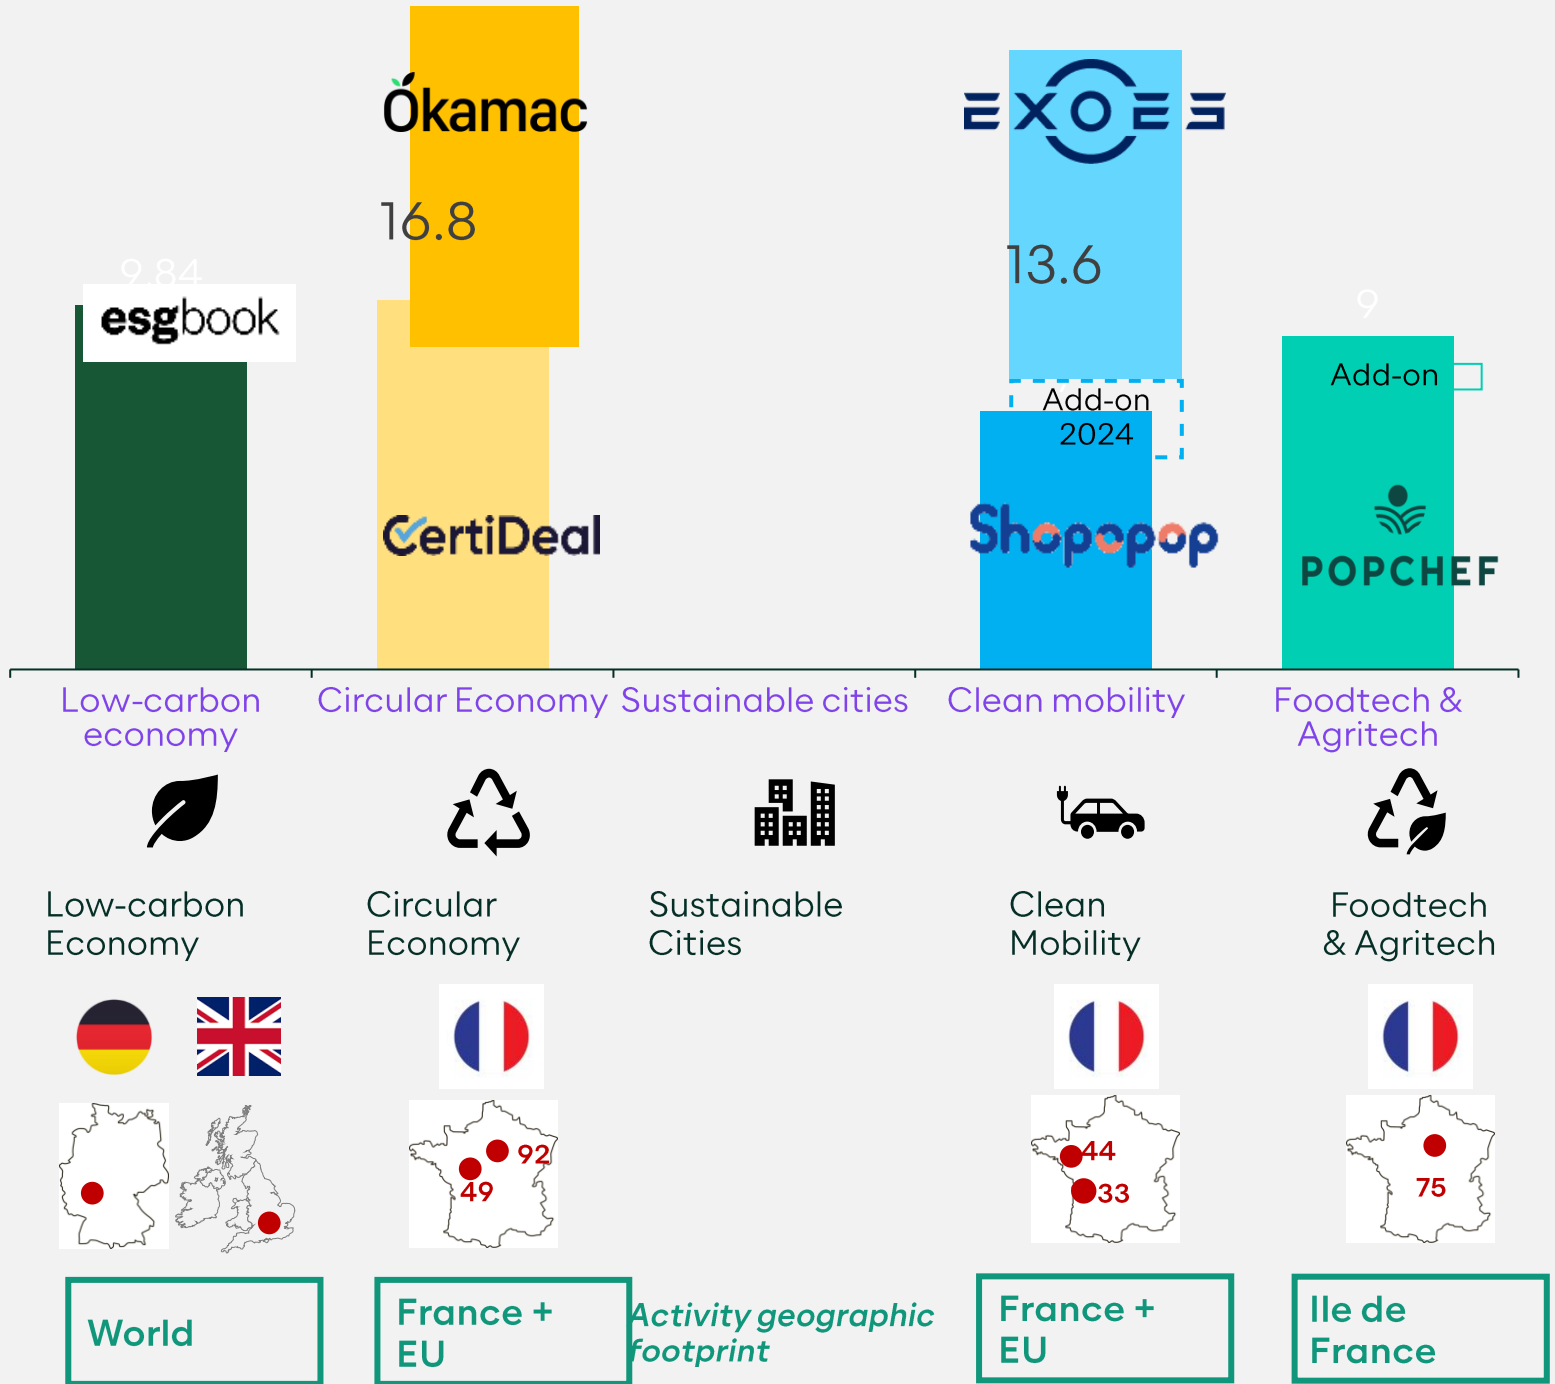 Ökamac
EXOES
16.8
13.6
9.84
esgbook
9
Add-on
Add-on
2024
CertiDeal
Shopopop
POPCHEF
Low-carbon
economy
Circular Economy
Sustainable cities
Clean mobility
Foodtech &
Agritech
Low-carbon
Economy
Circular
Economy
Sustainable
Cities
Clean
Mobility
Foodtech
& Agritech
92
49
44
33
75
World
France +
EU
Activity geographic
footprint
France +
EU
Ile de
France